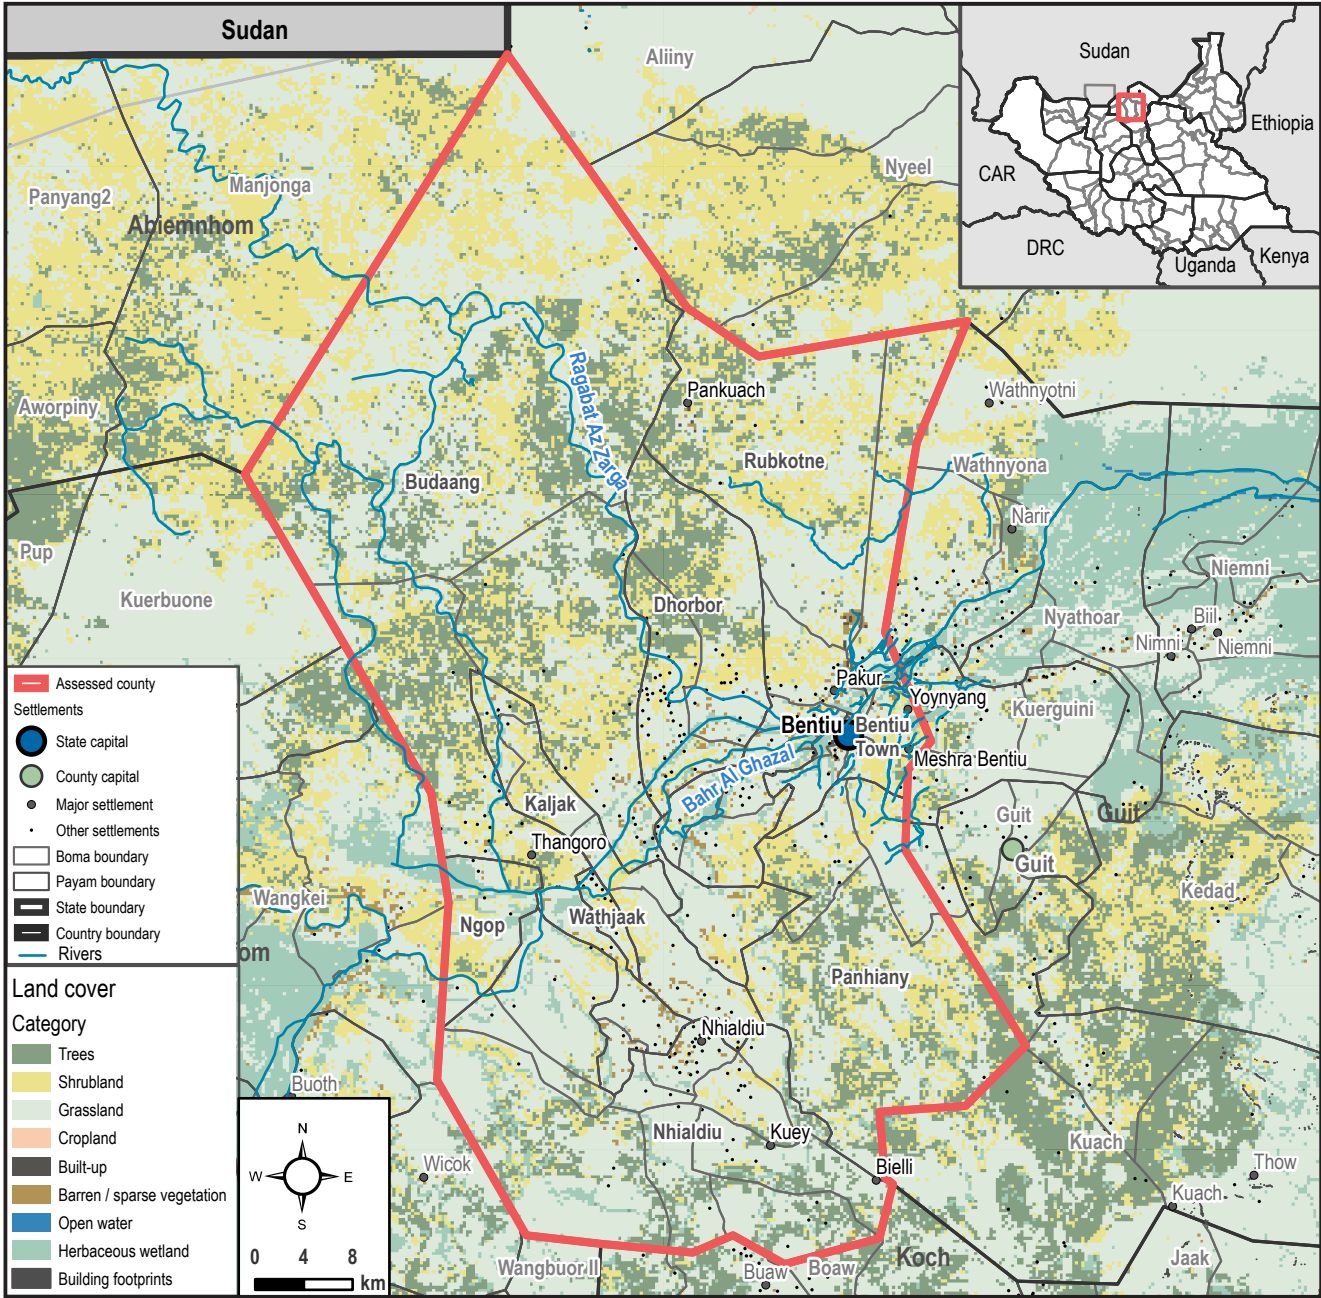 Sudan
Aliiny
Nyeel
Panyang2
Manjonga
Abiemnhom
Sudan
Ethiopia
CAR
DRC
Uganda
Kenya
Ragabat Az Zarga
Pankuach
Wathnyotni
Aworpiny
Rubkotne
Wathnyona
Budaang
Narir
Pup
Kuerbuone
Dhorbor
Niemni
Nyathoar
Biil
Nimni
Niemni
Pakur
Yoynyang
Kuerguini
Bentiu
Bentiu
Town
Meshra Bentiu
Bahr Al Ghazal
Kaljak
Thangoro
Guit
Guit
Guit
Kedad
Wangkei
Ngop
Wathjaak
om
Panhiany
Nhialdiu
Buoth
Nhialdiu
Kuey
Kuach
Wicok
Bielli
Thow
Kuach
Wangbuor II
Buaw
Boaw
Koch
Jaak
Assessed county
Settlements
State capital
County capital
Major settlement
Other settlements
Boma boundary
Payam boundary
State boundary
Country boundary
Rivers
Land cover
Category
Trees
Shrubland
Grassland
Cropland
Built-up
Barren / sparse vegetation
Open water
Herbaceous wetland
Building footprints
N
W E
S
0 4 8
km